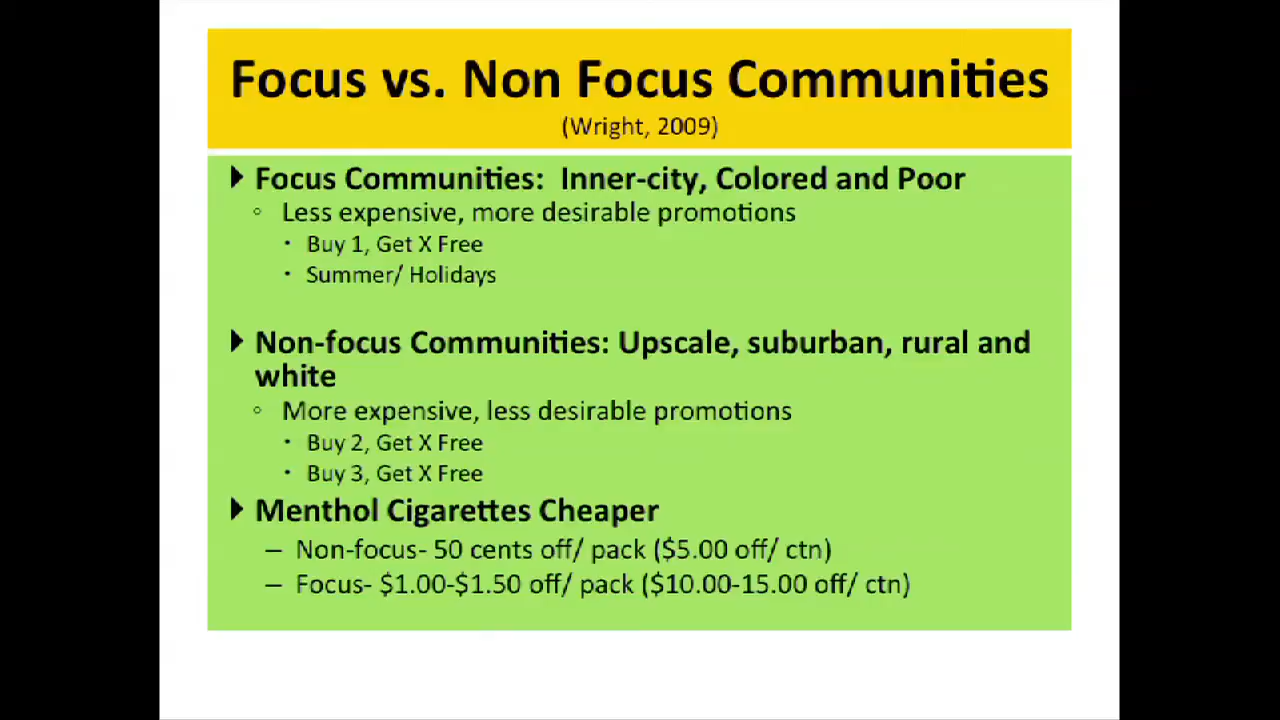 Focus vs. Non Focus Communities
(Wright, 2009)
Focus Communities:  Inner-city, Colored and Poor
Less expensive, more desirable promotions
Buy 1, Get X Free
Summer/ Holidays
Non-focus Communities: Upscale, suburban, rural and
white
More expensive, less desirable promotions
Buy 2, Get X Free
Buy 3, Get X Free
Menthol Cigarettes Cheaper
– Non-focus- 50 cents off/ pack ($5.00 off/ ctn)
– Focus- $1.00-$1.50 off/ pack ($10.00-15.00 off/ ctn)